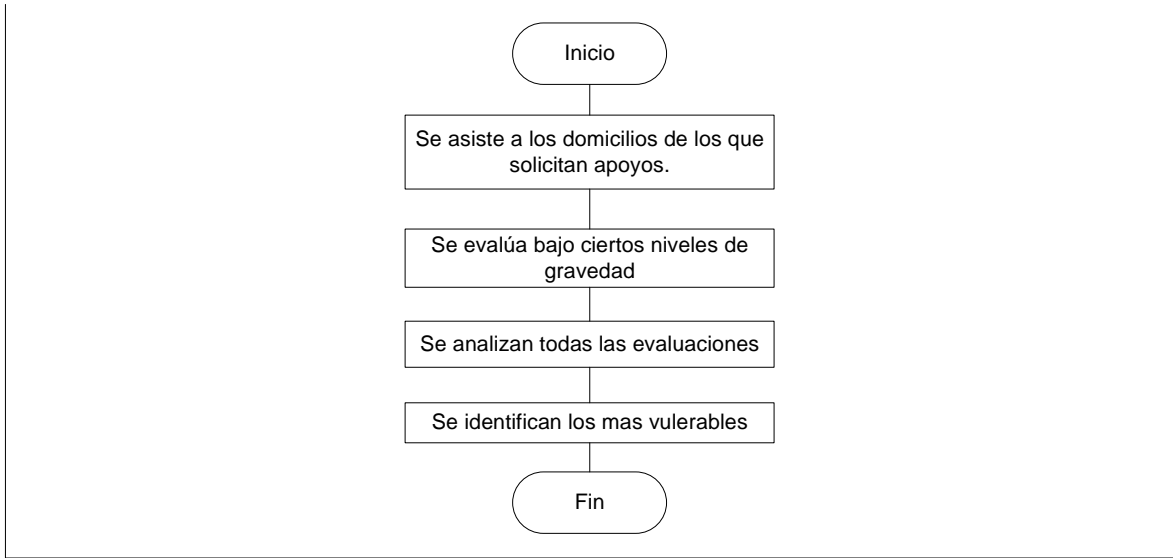 Inicio
Se asiste a los domicilios de los que
solicitan apoyos.
Se evalúa bajo ciertos niveles de
gravedad
Se analizan todas las evaluaciones
Se identifican los mas vulerables
Fin